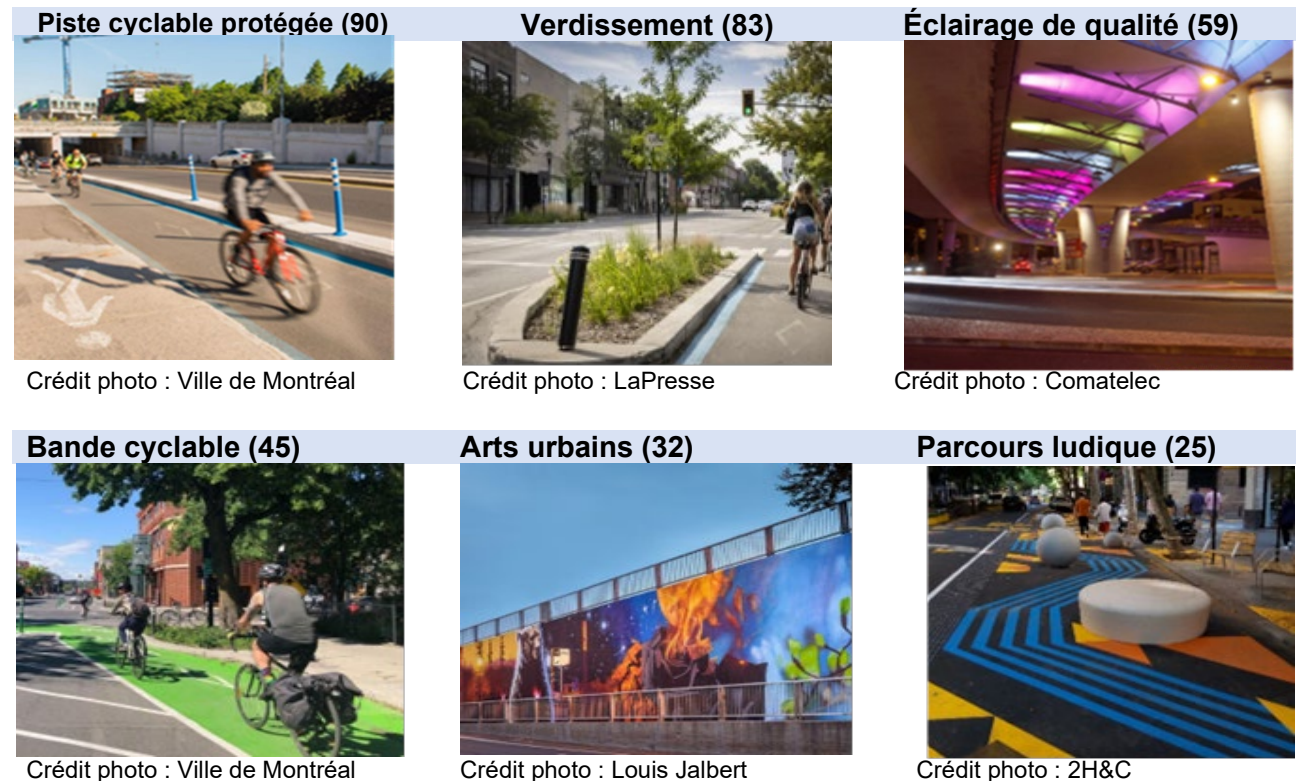 Piste cyclable protégée (90)
Verdissement (83)
Éclairage de qualité (59)
Crédit photo : Ville de Montréal
Crédit photo : LaPresse
Crédit photo : Comatelec
Bande cyclable (45)
Arts urbains (32)
Parcours ludique (25)
Crédit photo : Ville de Montréal
Crédit photo : Louis Jalbert
Crédit photo : 2H&C